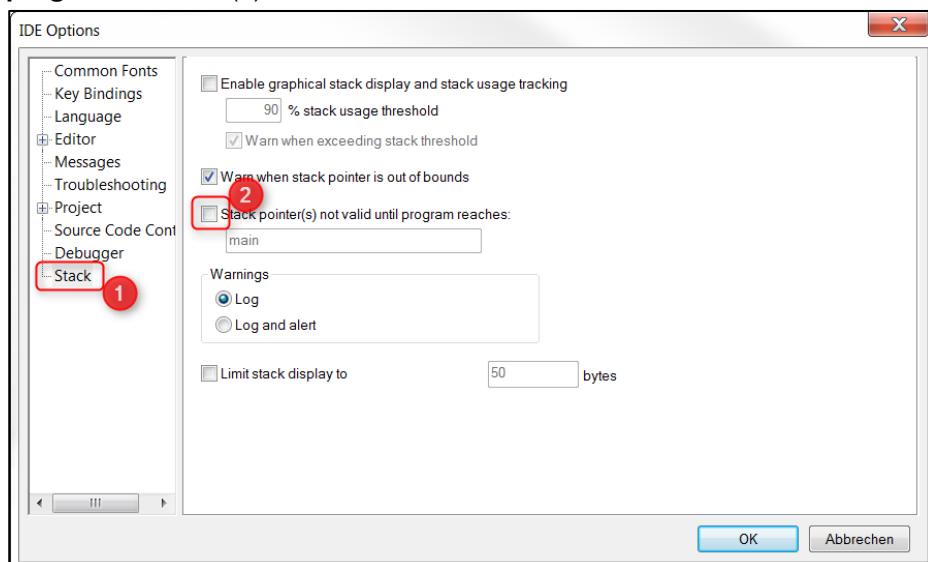 IDE Options
X
Common Fonts
Key Bindings
Language
Editor
Messages
Troubleshooting
Project
Source Code Cont
Debugger
Stack
1
Enable graphical stack display and stack usage tracking
90 % stack usage threshold
Warn when exceeding stack threshold
Warn when stack pointer is out of bounds
2
Stack pointer(s) not valid until program reaches:
main
Warnings
Log
Log and alert
Limit stack display to 50 bytes
OK Abbrechen